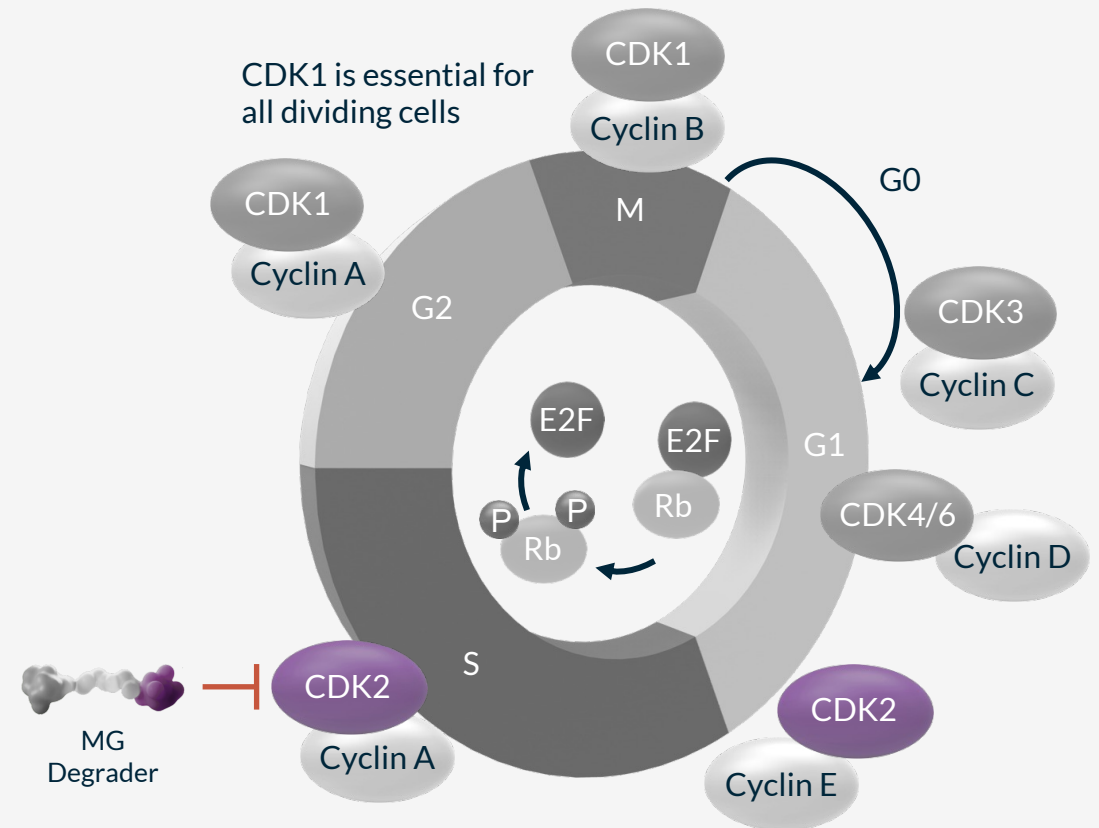 CDK1 is essential for
all dividing cells
CDK1
Cyclin B
G0
M
CDK1
Cyclin A
G2
CDK3
Cyclin C
E2F
E2F
G1
Rb
P
P
Rb
CDK4/6
Cyclin D
S
CDK2
Cyclin A
MG
Degrader
CDK2
Cyclin E